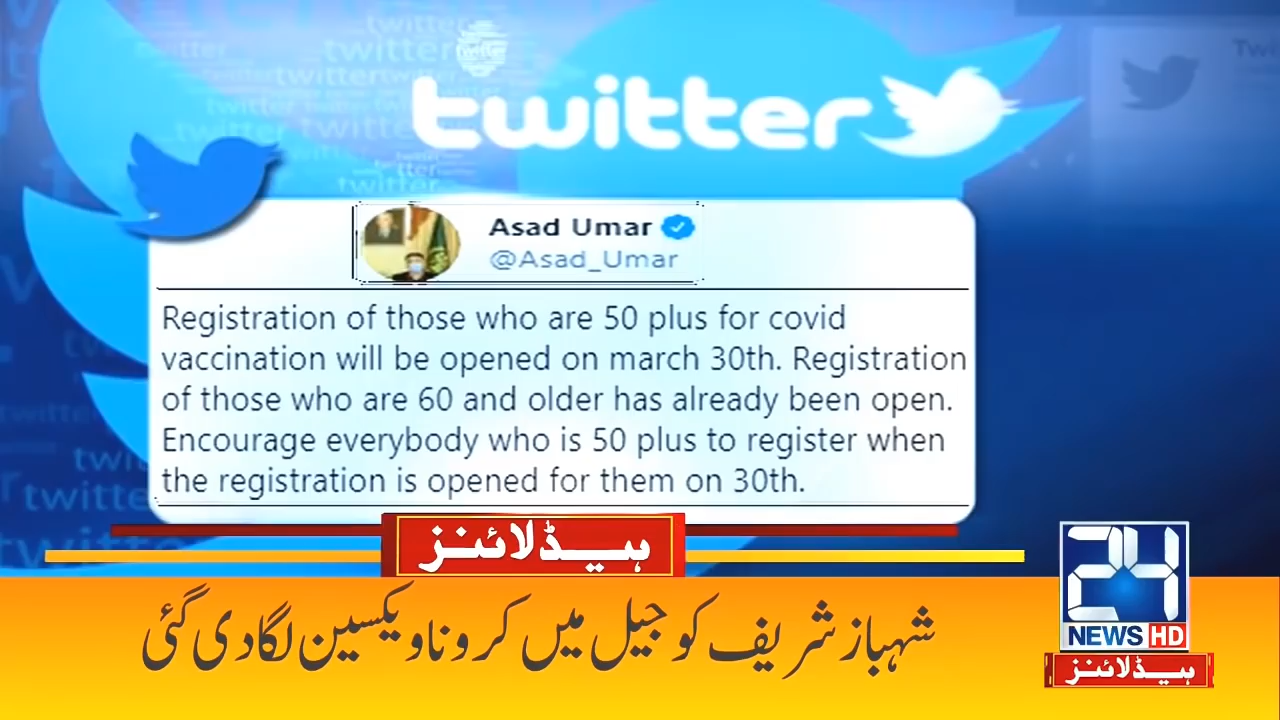 twitter
Asad Umar
@Asad_Umar
Registration of those who are 50 plus for covid
vaccination will be opened on march 30th. Registration
of those who are 60 and older has already been open.
Encourage everybody who is 50 plus to register when
the registration is opened for them on 30th.
ہیڈلائنز
شہباز شریف کو جیل میں کرونا ویکسین لگا دی گئی
24
NEWS HD
ہیڈلائنز